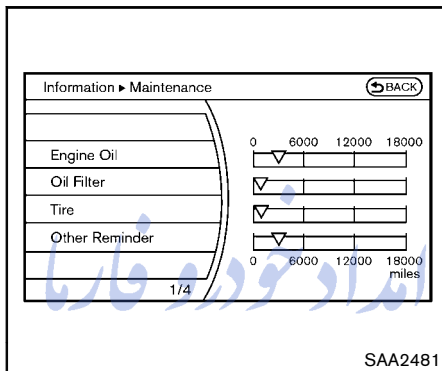 Information ▸ Maintenance BACK
0 6000 12000 18000
Engine Oil
Oil Filter
Tire
Other Reminder
0 6000 12000 18000
miles
1/4
امداد خودرو فارما
SAA2481